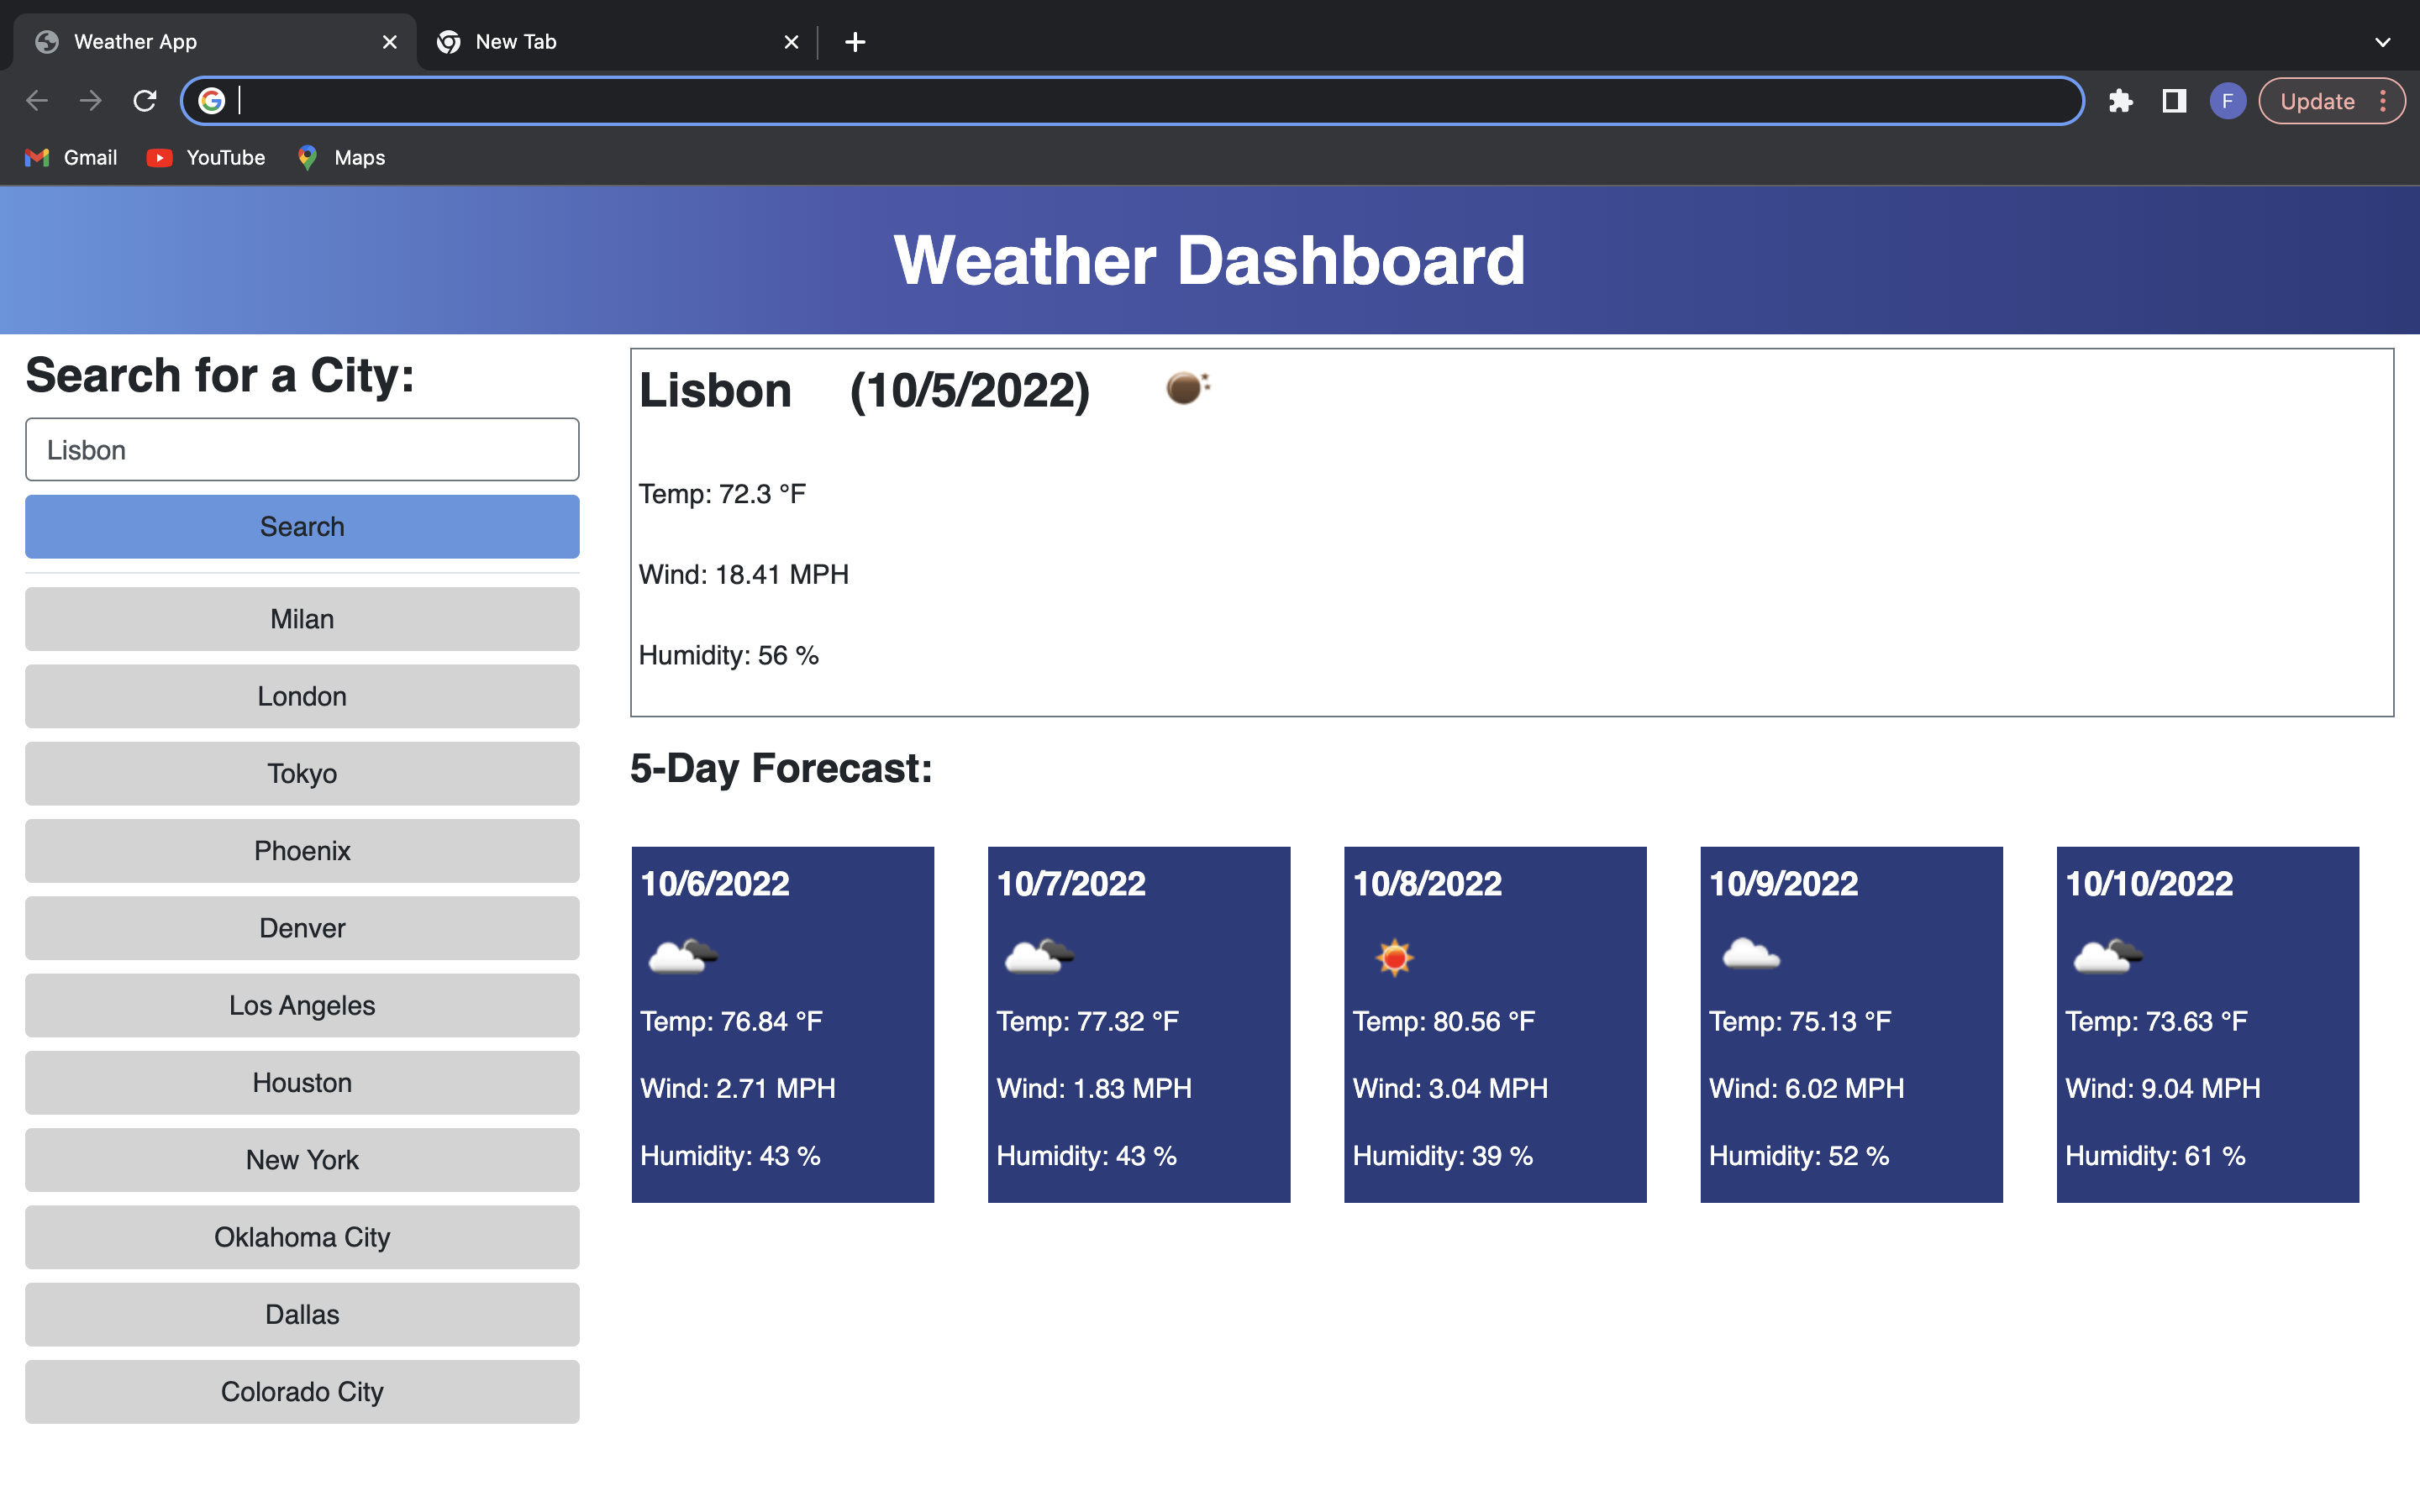 Weather App
New Tab
F
Update
Gmail
YouTube
Maps
Weather Dashboard
Search for a City:
Lisbon
Search
Milan
London
Tokyo
Phoenix
Denver
Los Angeles
Houston
New York
Oklahoma City
Dallas
Colorado City
Lisbon (10/5/2022)
Temp: 72.3 °F
Wind: 18.41 MPH
Humidity: 56 %
5-Day Forecast:
10/6/2022
Temp: 76.84 °F
Wind: 2.71 MPH
Humidity: 43 %
10/7/2022
Temp: 77.32 °F
Wind: 1.83 MPH
Humidity: 43 %
10/8/2022
Temp: 80.56 °F
Wind: 3.04 MPH
Humidity: 39 %
10/9/2022
Temp: 75.13 °F
Wind: 6.02 MPH
Humidity: 52 %
10/10/2022
Temp: 73.63 °F
Wind: 9.04 MPH
Humidity: 61 %